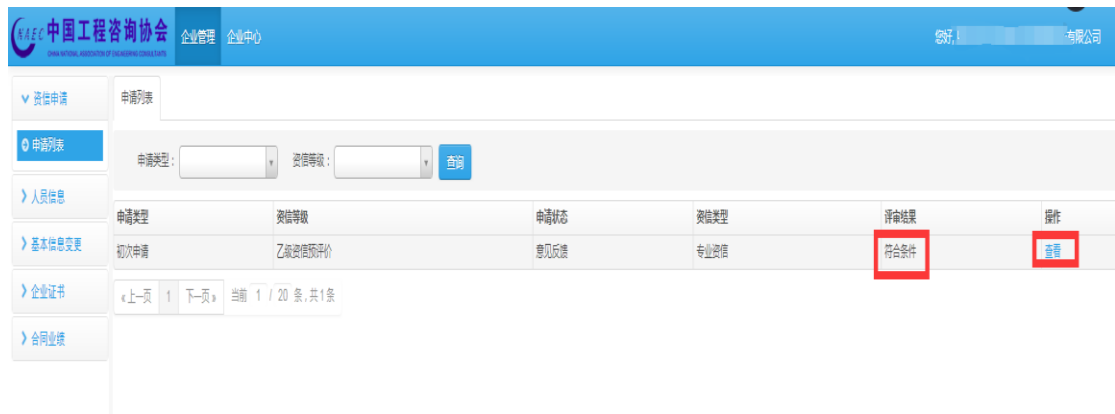 NAEC 中国工程咨询协会 企业管理 企业中心 您好, 有限公司
CHINA NATIONAL ASSOCIATION OF ENGINEERING CONSULTANTS
资信申请
申请列表
人员信息
基本信息变更
企业证书
合同业绩
申请列表
申请类型: 资信等级: 查询
申请类型 资信等级 申请状态 资信类型 评审结果 操作
初次申请 乙级资信预评价 意见反馈 专业资信 符合条件 查看
«上一页 1 下一页» 当前 1 / 20 条,共1条